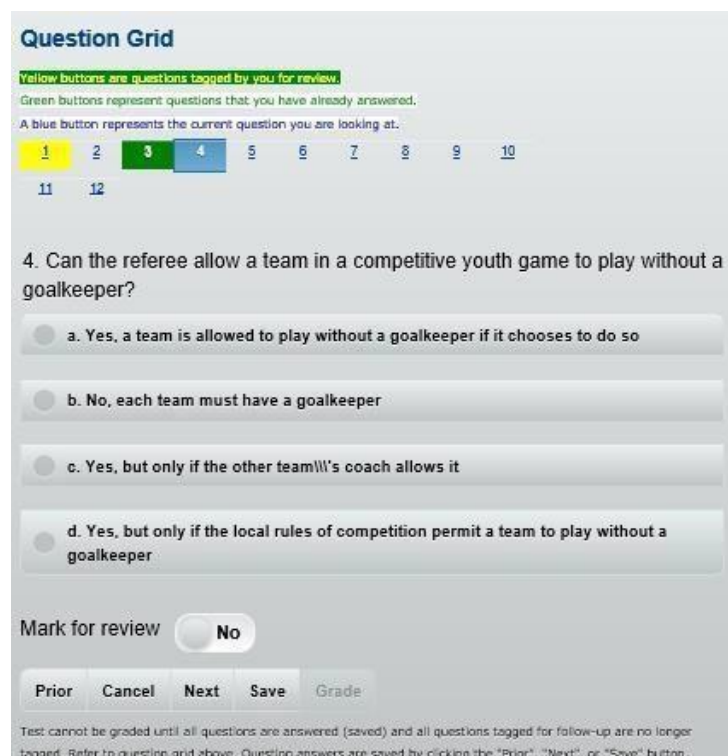 Question Grid
Yellow buttons are questions tagged by you for review.
Green buttons represent questions that you have already answered.
A blue button represents the current question you are looking at.
1 2 3 4 5 6 7 8 9 10
11 12
4. Can the referee allow a team in a competitive youth game to play without a
goalkeeper?
a. Yes, a team is allowed to play without a goalkeeper if it chooses to do so
b. No, each team must have a goalkeeper
c. Yes, but only if the other team\\\'s coach allows it
d. Yes, but only if the local rules of competition permit a team to play without a
goalkeeper
Mark for review No
Prior Cancel Next Save Grade
Test cannot be graded until all questions are answered (saved) and all questions tagged for follow-up are no longer
tagged. Refer to question grid above. Question answers are saved by clicking the "Prior", "Next", or "Save" button.